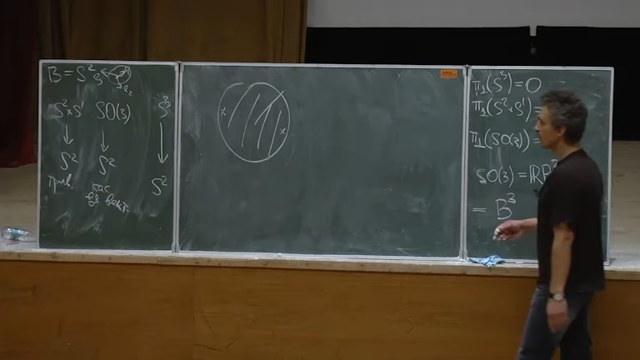 B = S²
S²×S¹ SO(3) S³
↓ ↓ ↓
S² S² S²
x x
π₁(S³) = 0
π₁(S²×S¹) =
π₁(SO(3)) =
SO(3) = RP³
= B³